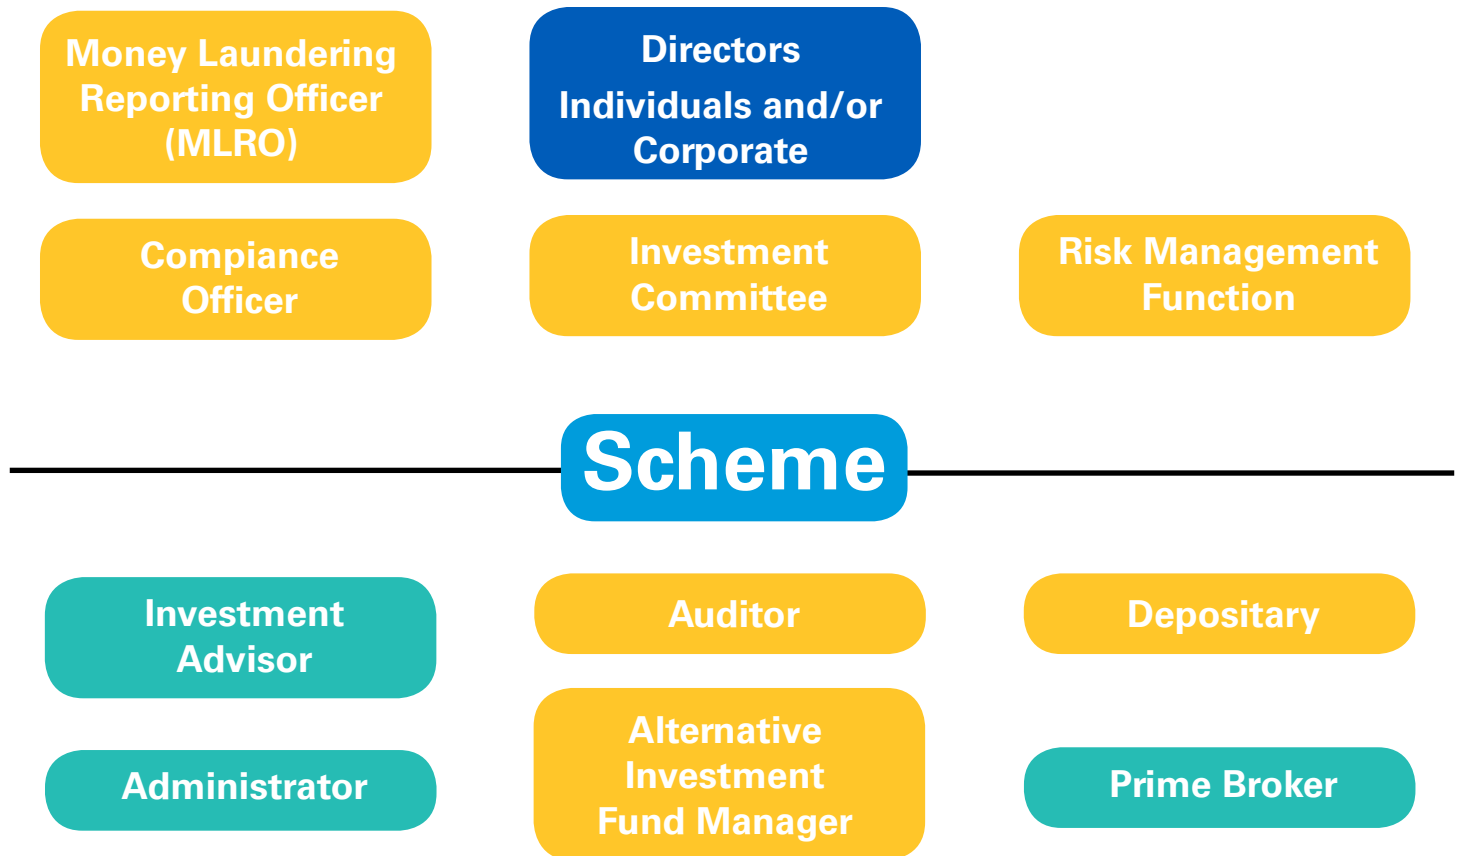 Money Laundering
Reporting Officer
(MLRO)
Directors
Individuals and/or
Corporate
Compiance
Officer
Investment
Committee
Risk Management
Function
Scheme
Investment
Advisor
Auditor
Depositary
Administrator
Alternative
Investment
Fund Manager
Prime Broker